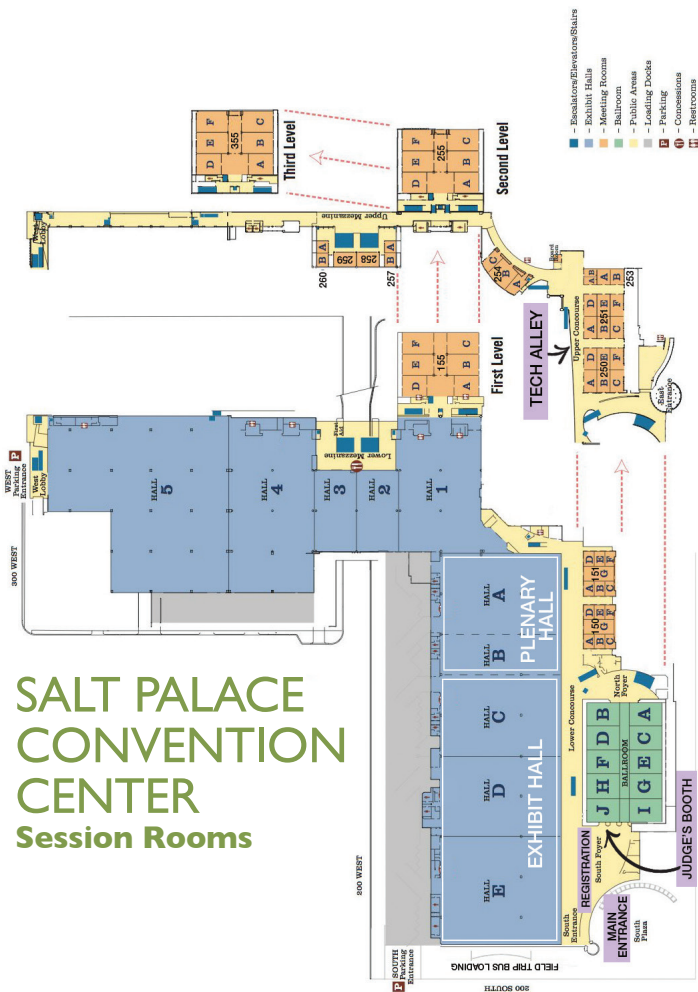 SALT PALACE
CONVENTION
CENTER
Session Rooms
– Escalators/Elevators/Stairs
– Exhibit Halls
– Meeting Rooms
– Ballroom
– Public Areas
– Loading Docks
P – Parking
– Concessions
– Restrooms
Third Level
355
F C
E B
D A
Second Level
255
F C
E B
D A
Upper Mezzanine
West
Lobby
260
B A
259
258
257
B A
254
C
B
A
Board
Room
First Level
155
F C
E B
D A
TECH ALLEY
Upper Concourse
250
A D
B E
C F
A
251
A D
B E
C F
253
A B
A B
East
Entrance
WEST
Parking
Entrance
P
West
Lobby
300 WEST
HALL
5
HALL
4
HALL
3
HALL
2
HALL
1
First
Aid
Lower Mezzanine
HALL
A
HALL
B
PLENARY
HALL
HALL
C
HALL
D
HALL
E
EXHIBIT HALL
Lower Concourse
150
A D
B E
C F
G
151
A D
B E
C F
G
North
Foyer
BALLROOM
J H F D B
I G E C A
REGISTRATION
South Foyer
JUDGE'S BOOTH
South
Entrance
MAIN
ENTRANCE
South
Plaza
FIELD TRIP BUS LOADING
200 WEST
P SOUTH
Parking
Entrance
200 SOUTH